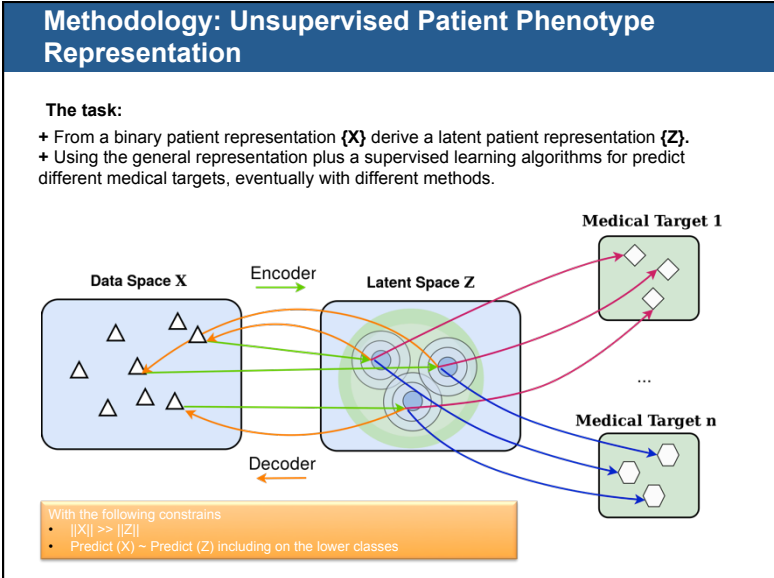 Methodology: Unsupervised Patient Phenotype
Representation
The task:
+ From a binary patient representation {X} derive a latent patient representation {Z}.
+ Using the general representation plus a supervised learning algorithms for predict
different medical targets, eventually with different methods.
Medical Target 1
Data Space X
Encoder
Latent Space Z
...
Medical Target n
Decoder
With the following constrains
• ||X|| >> ||Z||
• Predict (X) ~ Predict (Z) including on the lower classes